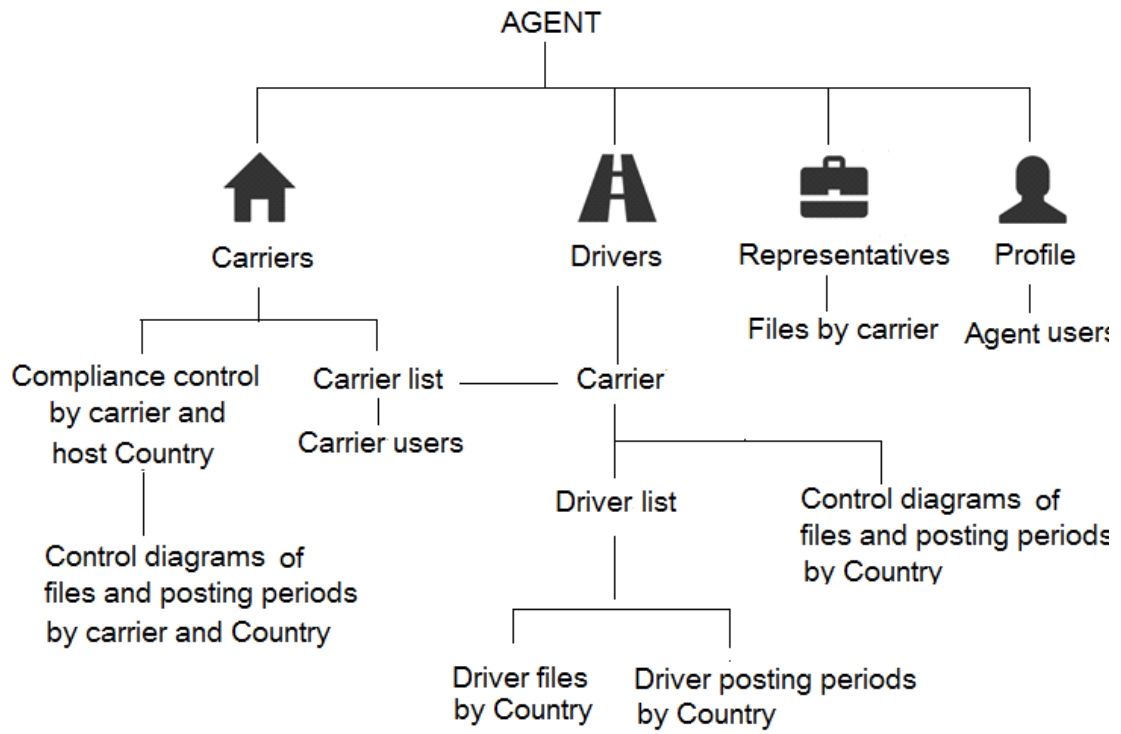 AGENT
Carriers
Drivers
Representatives
Profile
Files by carrier
Agent users
Compliance control
by carrier and
host Country
Carrier list
Carrier
Carrier users
Driver list
Control diagrams of
files and posting periods
by Country
Control diagrams of
files and posting periods
by carrier and Country
Driver files
by Country
Driver posting periods
by Country